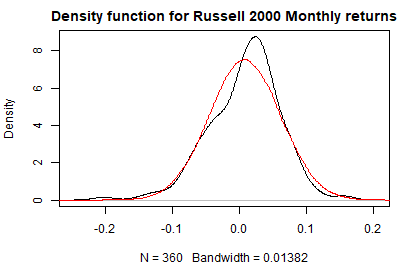 Density function for Russell 2000 Monthly returns
Density
8
6
4
2
0
-0.2 -0.1 0.0 0.1 0.2
N = 360 Bandwidth = 0.01382